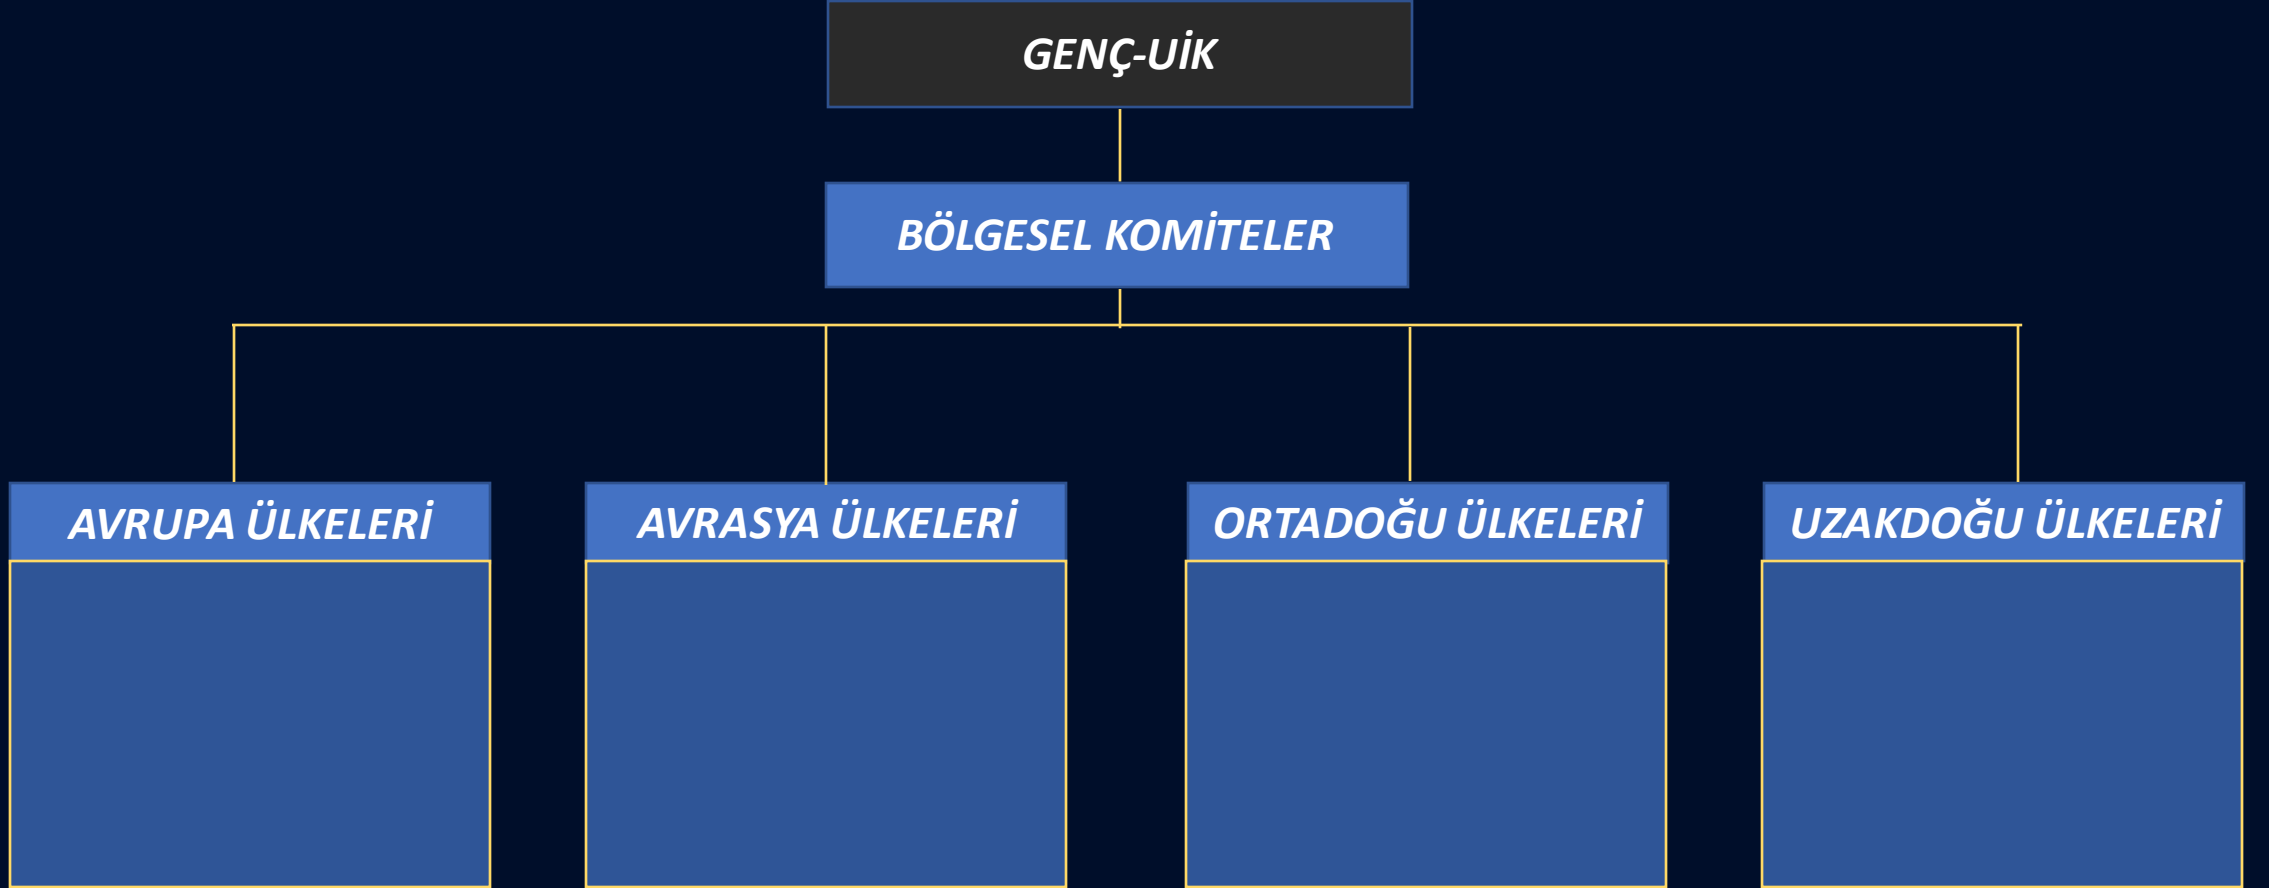 GENÇ-UİK
BÖLGESEL KOMİTELER
AVRUPA ÜLKELERİ
AVRASYA ÜLKELERİ
ORTADOĞU ÜLKELERİ
UZAKDOĞU ÜLKELERİ